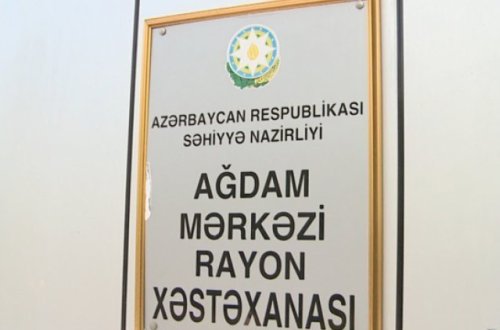 AZƏRBAYCAN RESPUBLİKASI
SƏHİYYƏ NAZİRLİYİ
AĞDAM
MƏRKƏZİ
RAYON
XƏSTƏXANASI